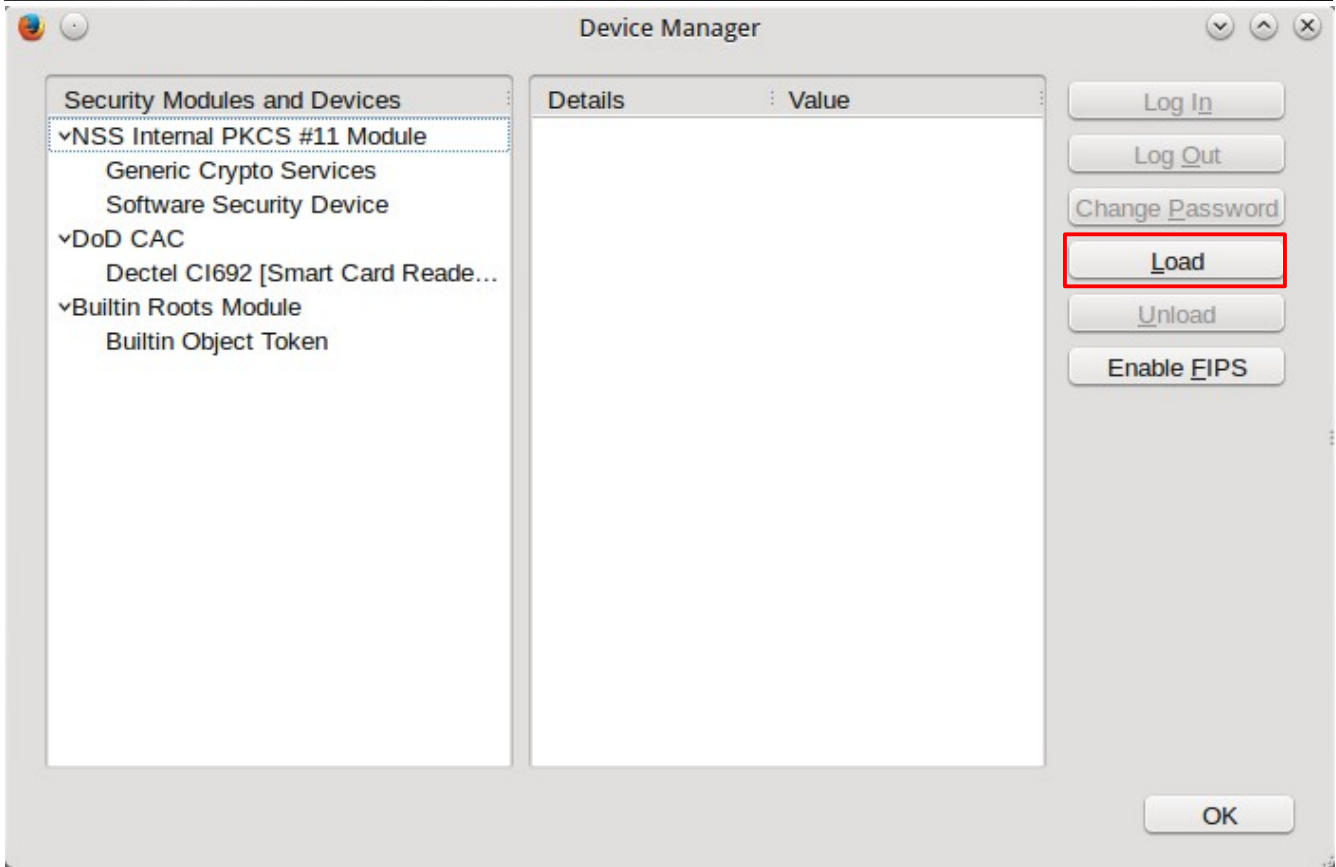 Device Manager
Security Modules and Devices
NSS Internal PKCS #11 Module
Generic Crypto Services
Software Security Device
DoD CAC
Dectel CI692 [Smart Card Reade...
Builtin Roots Module
Builtin Object Token
Details Value
Log In
Log Out
Change Password
Load
Unload
Enable FIPS
OK